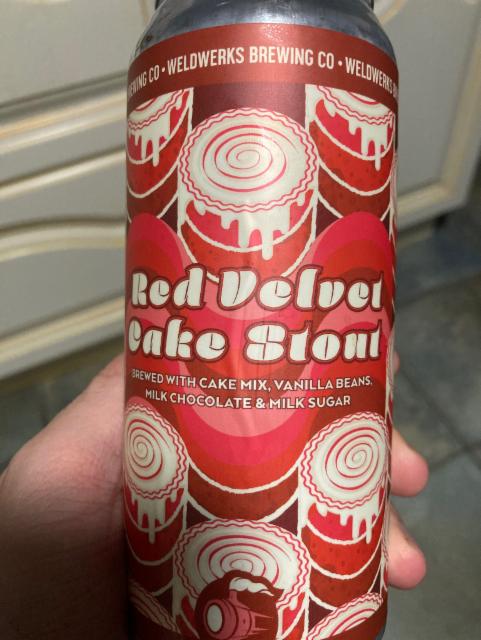 EWING CO • WELDWERKS BREWING CO • WELDWERKS
Red Velvet
Cake Stout
BREWED WITH CAKE MIX, VANILLA BEANS,
MILK CHOCOLATE & MILK SUGAR